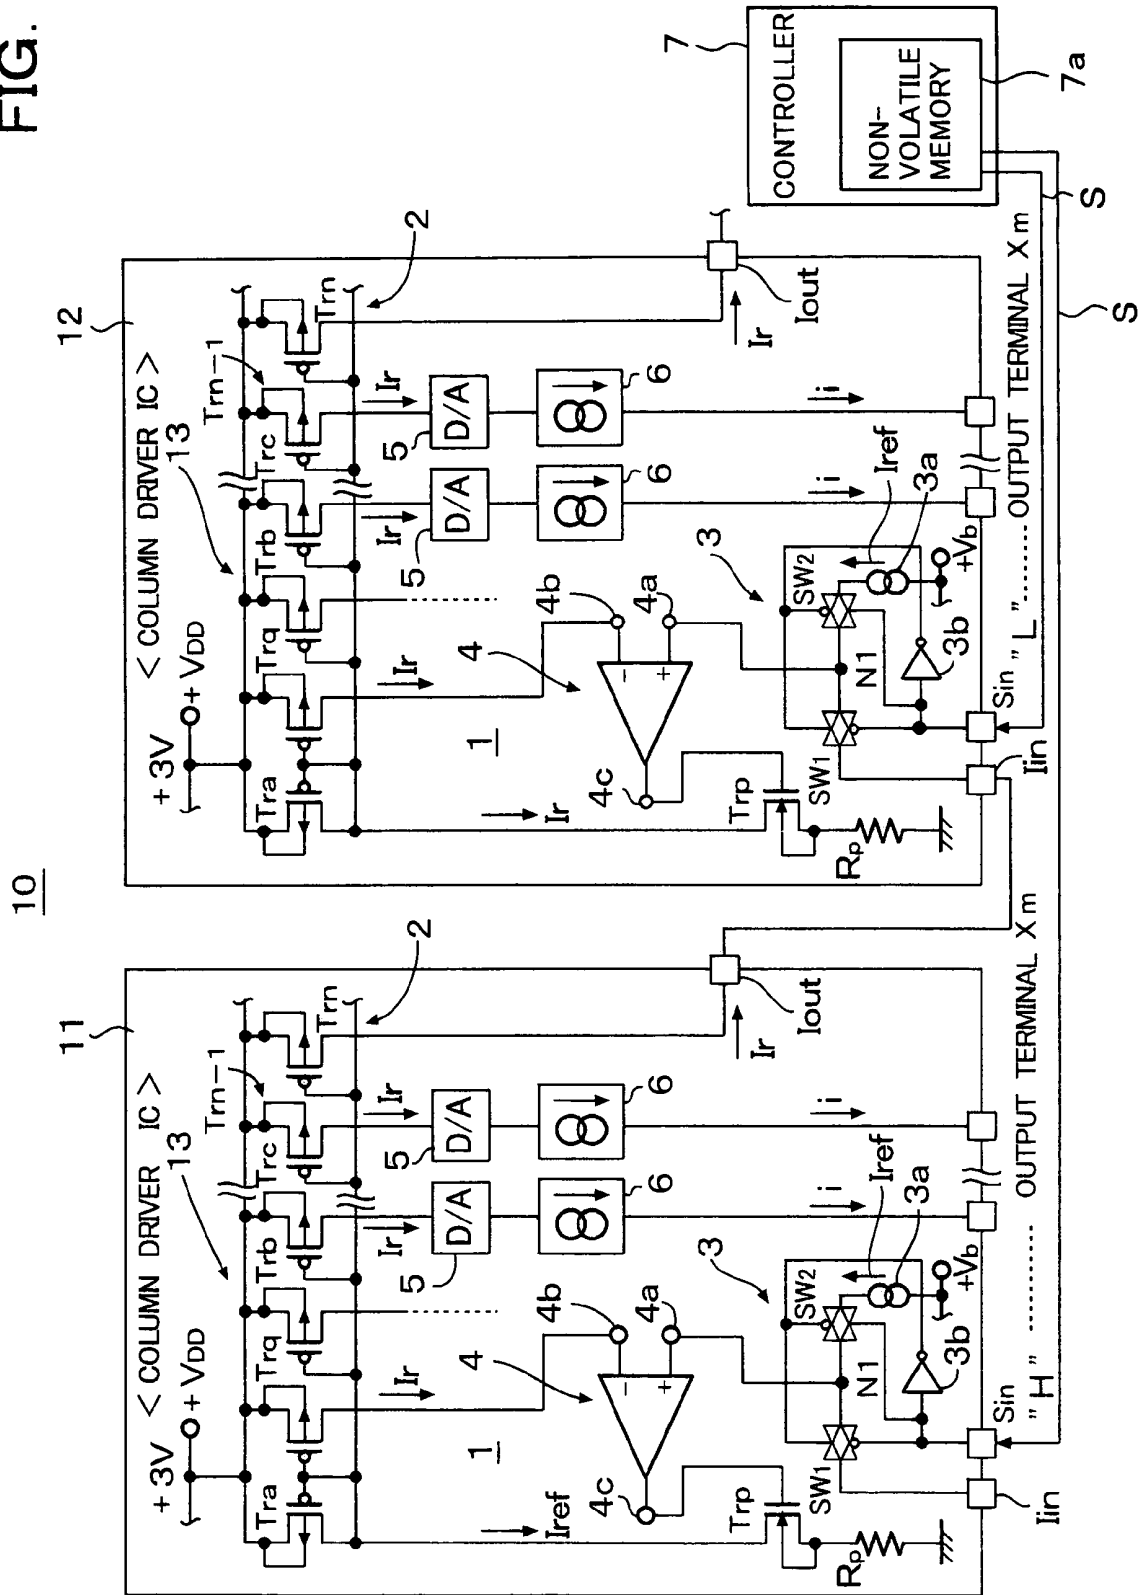 FIG.
10
11
< COLUMN DRIVER IC >
+3V
+VDD
13
Trn-1
Tra
Trq
Trb
Trc
Trn
2
Iref
Ir
Ir
Ir
1
4
4b
4a
4c
5
D/A
5
D/A
6
6
Ir
Iout
i
i
Trp
Rp
3
SW1
SW2
N1
Iref
3a
3b
+Vb
Iin
Sin
"H" ········ OUTPUT TERMINAL Xm
12
< COLUMN DRIVER IC >
+3V
+VDD
13
Trn-1
Tra
Trq
Trb
Trc
Trn
2
Ir
Ir
Ir
Ir
1
4
4b
4a
4c
5
D/A
5
D/A
6
6
Ir
Iout
i
i
Trp
Rp
3
SW1
SW2
N1
Iref
3a
3b
+Vb
Iin
Sin
"L" ········ OUTPUT TERMINAL Xm
7
CONTROLLER
NON-
VOLATILE
MEMORY
7a
S
S